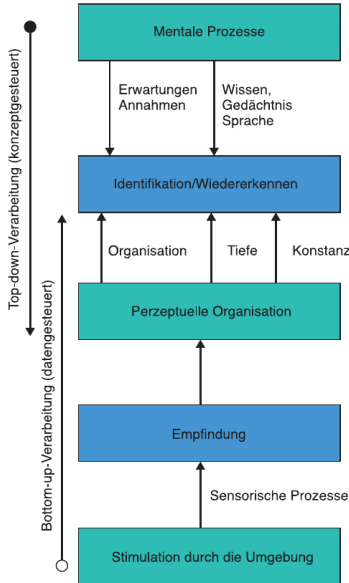 Mentale Prozesse
Erwartungen
Annahmen
Wissen,
Gedächtnis
Sprache
Identifikation/Wiedererkennen
Organisation
Tiefe
Konstanz
Perzeptuelle Organisation
Empfindung
Sensorische Prozesse
Stimulation durch die Umgebung
Top-down-Verarbeitung (konzeptgesteuert)
Bottom-up-Verarbeitung (datengesteuert)